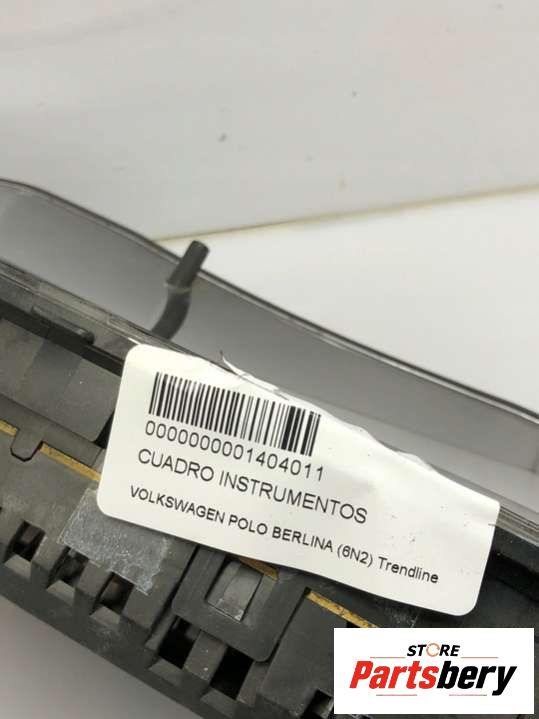 0000000001404011
CUADRO INSTRUMENTOS
VOLKSWAGEN POLO BERLINA (6N2) Trendline
STORE
Partsbery